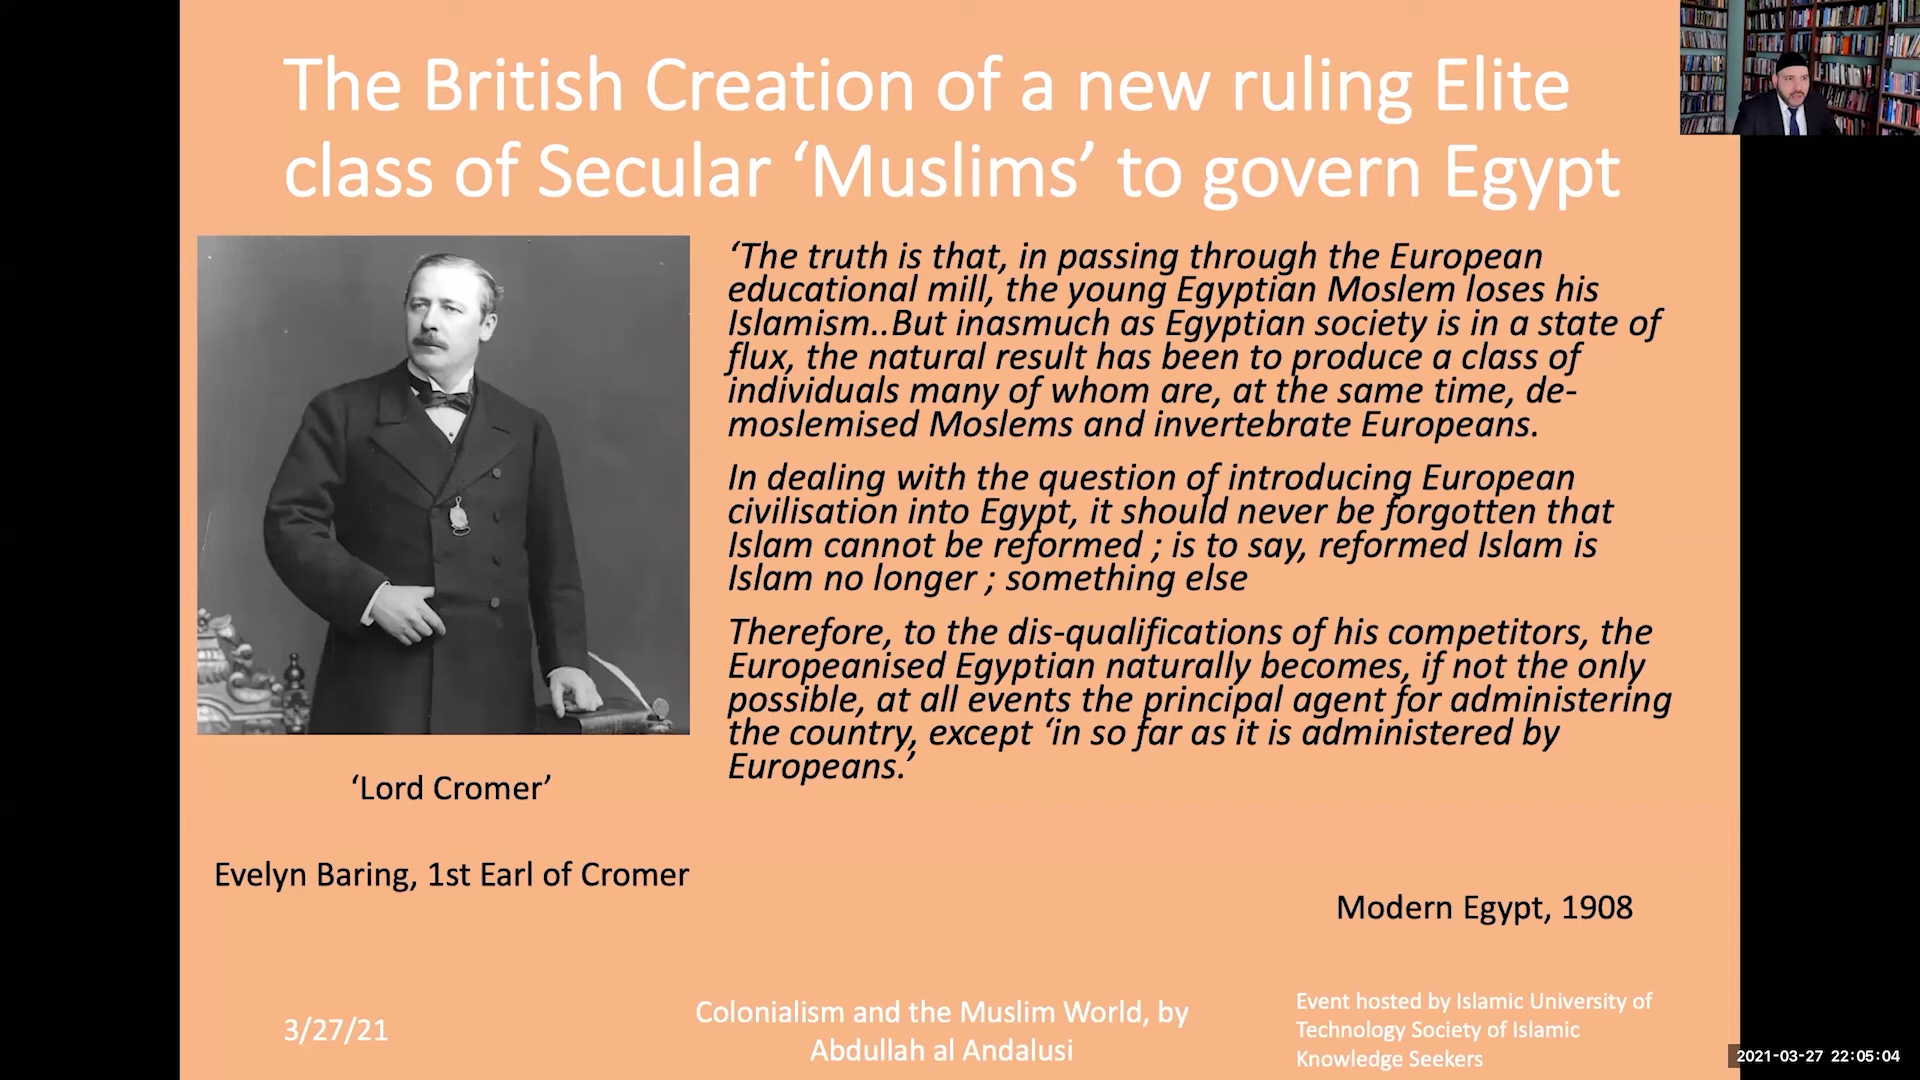 The British Creation of a new ruling Elite
class of Secular ‘Muslims’ to govern Egypt
‘The truth is that, in passing through the European
educational mill, the young Egyptian Moslem loses his
Islamism..But inasmuch as Egyptian society is in a state of
flux, the natural result has been to produce a class of
individuals many of whom are, at the same time, de-
moslemised Moslems and invertebrate Europeans.
In dealing with the question of introducing European
civilisation into Egypt, it should never be forgotten that
Islam cannot be reformed ; is to say, reformed Islam is
Islam no longer ; something else
Therefore, to the dis-qualifications of his competitors, the
Europeanised Egyptian naturally becomes, if not the only
possible, at all events the principal agent for administering
the country, except ‘in so far as it is administered by
Europeans.’
‘Lord Cromer’
Evelyn Baring, 1st Earl of Cromer
Modern Egypt, 1908
3/27/21
Colonialism and the Muslim World, by
Abdullah al Andalusi
Event hosted by Islamic University of
Technology Society of Islamic
Knowledge Seekers
2021-03-27 22:05:04